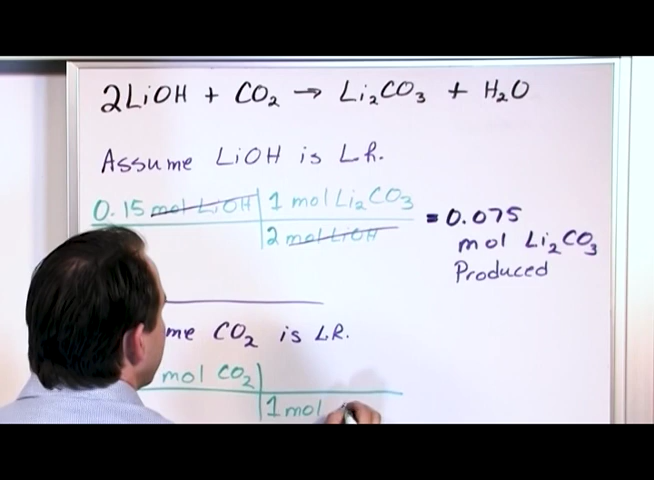 2LiOH + CO₂ → Li₂CO₃ + H₂O
Assume LiOH is LR.
0.15 mol LiOH 1 mol Li₂CO₃
2 mol LiOH
= 0.075
mol Li₂CO₃
Produced
me CO₂ is LR.
mol CO₂
1 mol